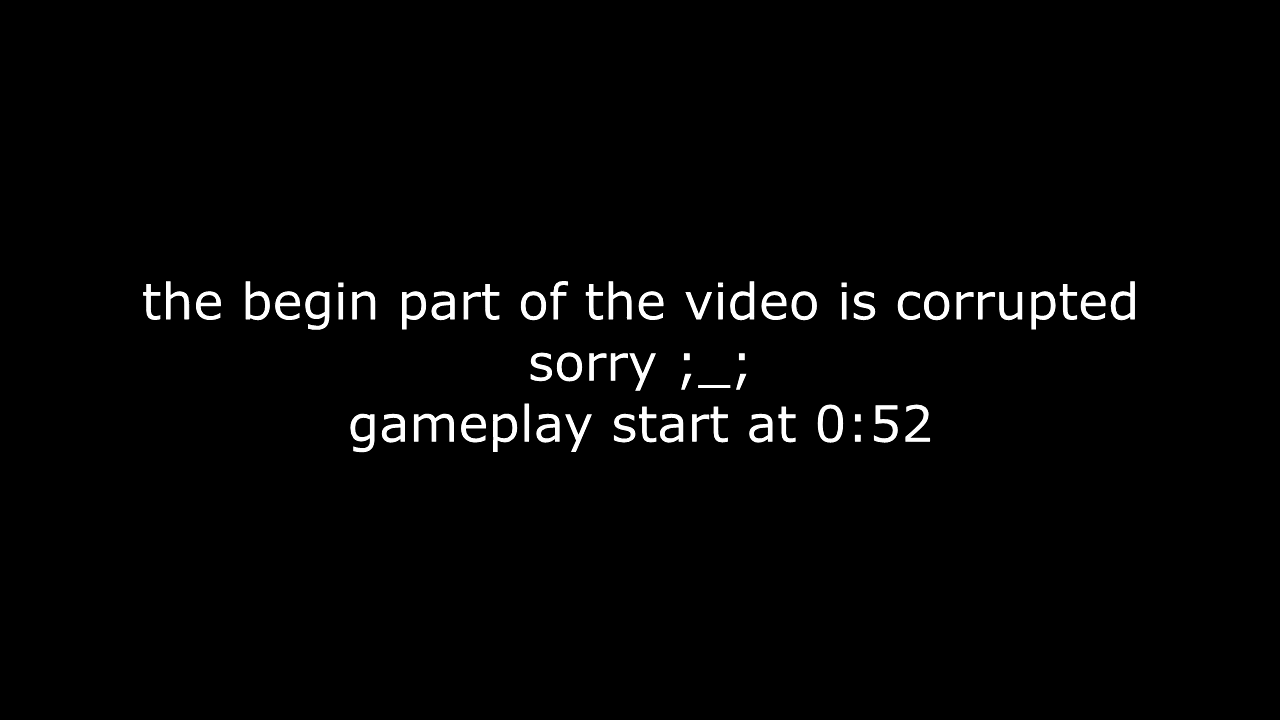 the begin part of the video is corrupted
sorry ;_;
gameplay start at 0:52